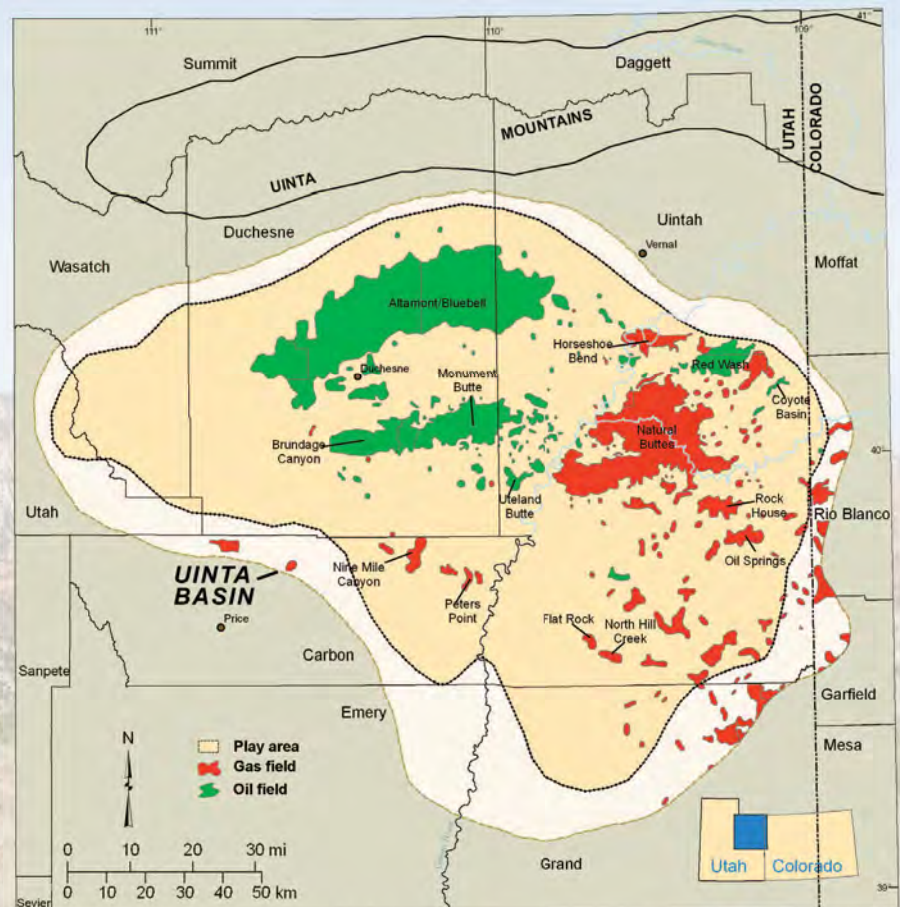 111°
110°
109°
41°
Summit
Daggett
UTAH
COLORADO
MOUNTAINS
UINTA
Duchesne
Uintah
Vernal
Wasatch
Moffat
Altamont/Bluebell
Horseshoe
Bend
Red Wash
Duchesne
Monument
Butte
Coyote
Basin
Natural
Buttes
Brundage
Canyon
40°
Uteland
Butte
Rock
House
Utah
Rio Blanco
Oil Springs
Nine Mile
Canyon
UINTA
BASIN
Peters
Point
Price
Flat Rock
North Hill
Creek
Carbon
Sanpete
Garfield
Emery
Mesa
N
Play area
Gas field
Oil field
0 10 20 30 mi
0 10 20 30 40 50 km
Utah
Colorado
Grand
39°
Sevier